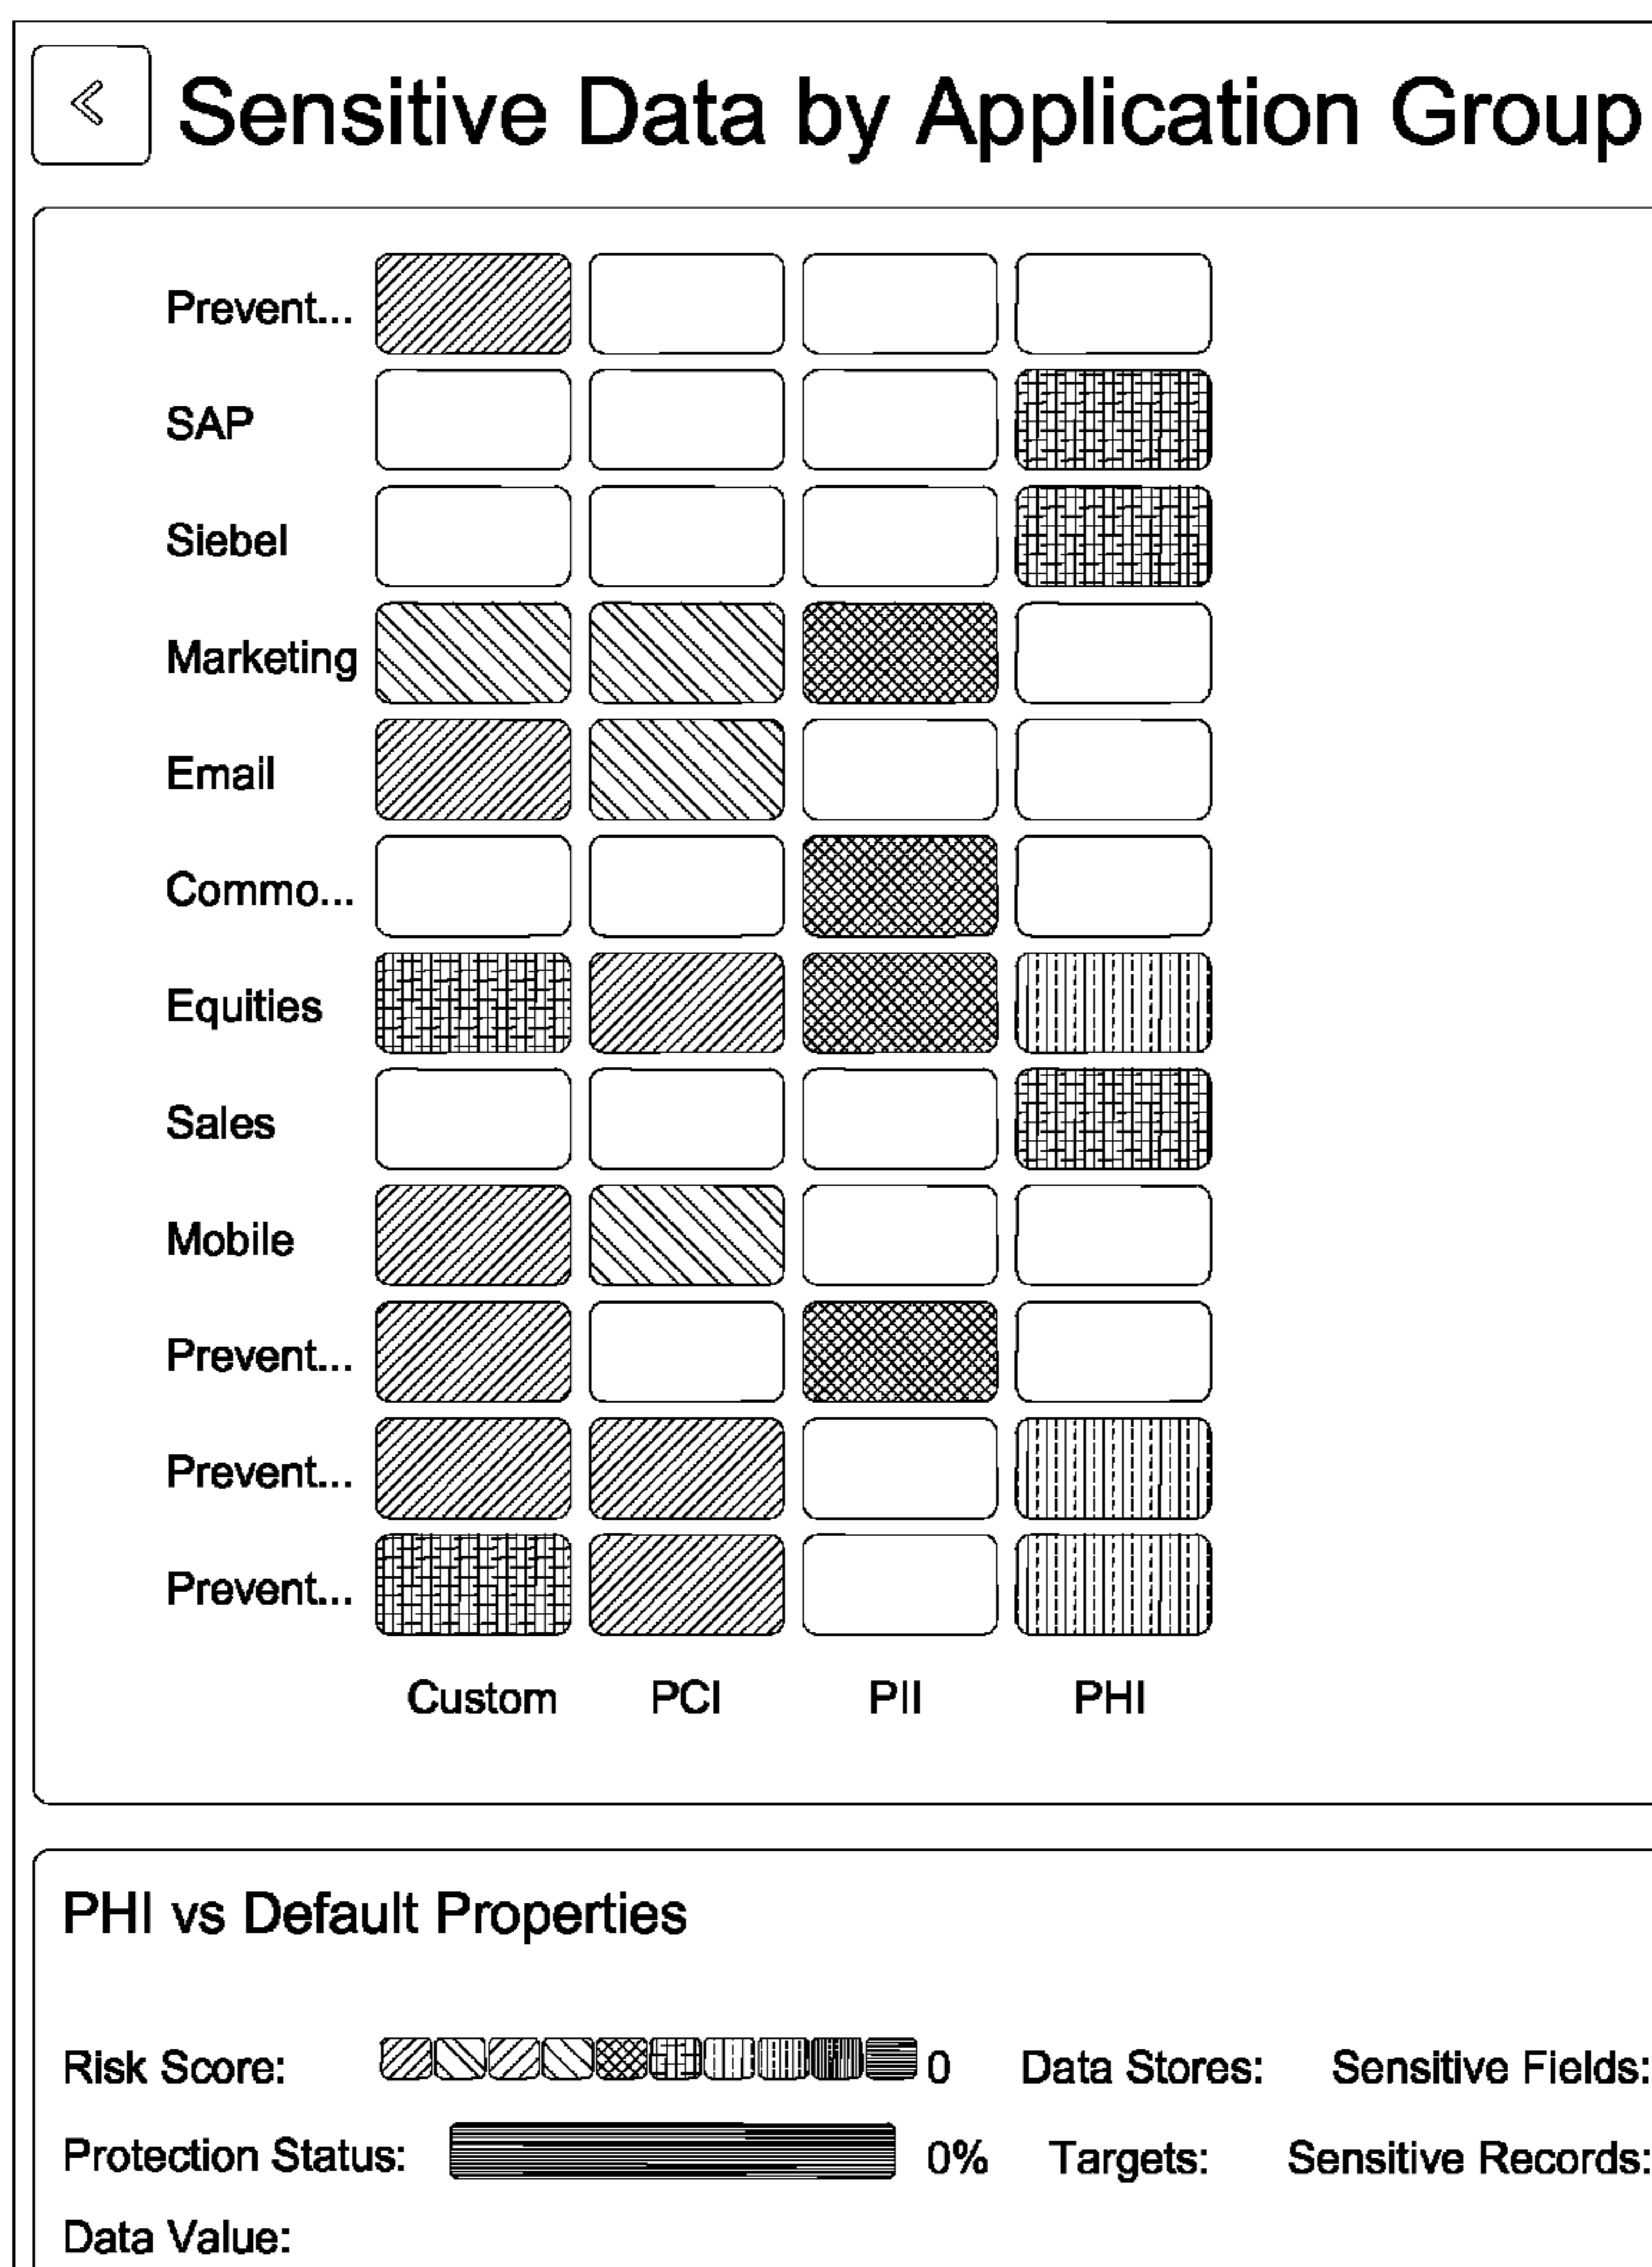 Sensitive Data by Application Group
Prevent...
SAP
Siebel
Marketing
Email
Commo...
Equities
Sales
Mobile
Prevent...
Prevent...
Prevent...
Custom PCI PII PHI
PHI vs Default Properties
Risk Score: 0 Data Stores: Sensitive Fields:
Protection Status: 0% Targets: Sensitive Records:
Data Value: